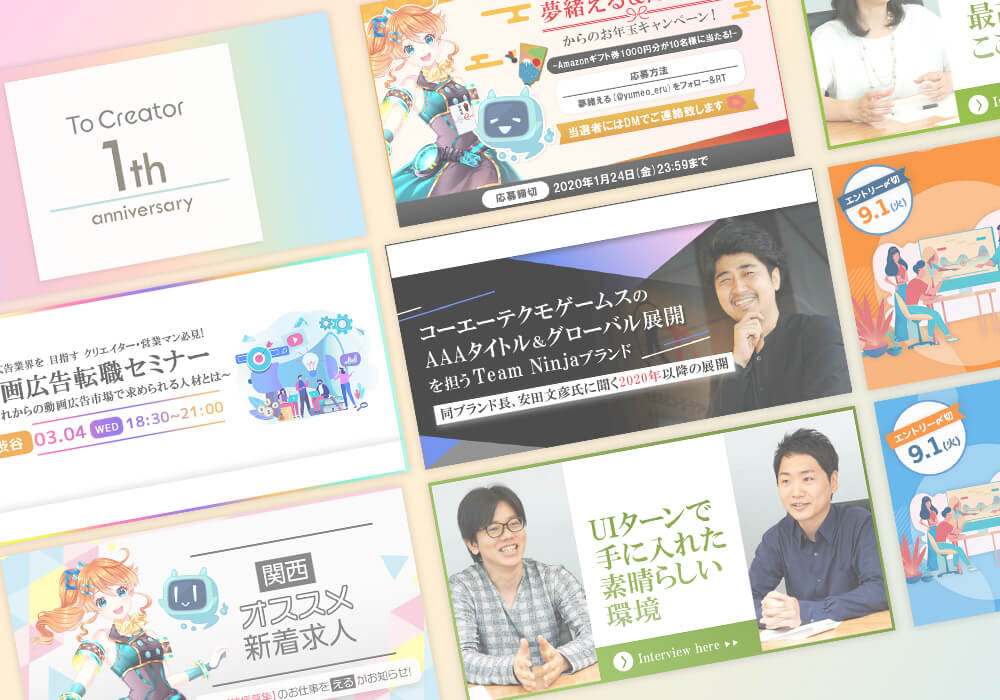 To Creator
1th
anniversary
夢緒える
からのお年玉キャンペーン！
-Amazonギフト券1000円分が10名様に当たる!-
応募方法
夢緒える(@yumeo_eru)をフォロー&RT
当選者にはDMでご連絡致します
応募締切 2020年1月24日(金)23:59まで
エントリー〆切
9.1(火)
告業界を 目指す クリエイター・営業マン必見！
画広告転職セミナー
れからの動画広告市場で求められる人材とは〜
渋谷 03.04 WED 18:30~21:00
コーエーテクモゲームスの
AAAタイトル&グローバル展開
を担うTeam Ninjaブランド
同ブランド長、安田文彦氏に聞く2020年以降の展開
エントリー〆切
9.1(火)
UIターンで
手に入れた
素晴らしい
環境
Interview here
関西
オススメ
新着求人
のお仕事をえるがお知らせ！